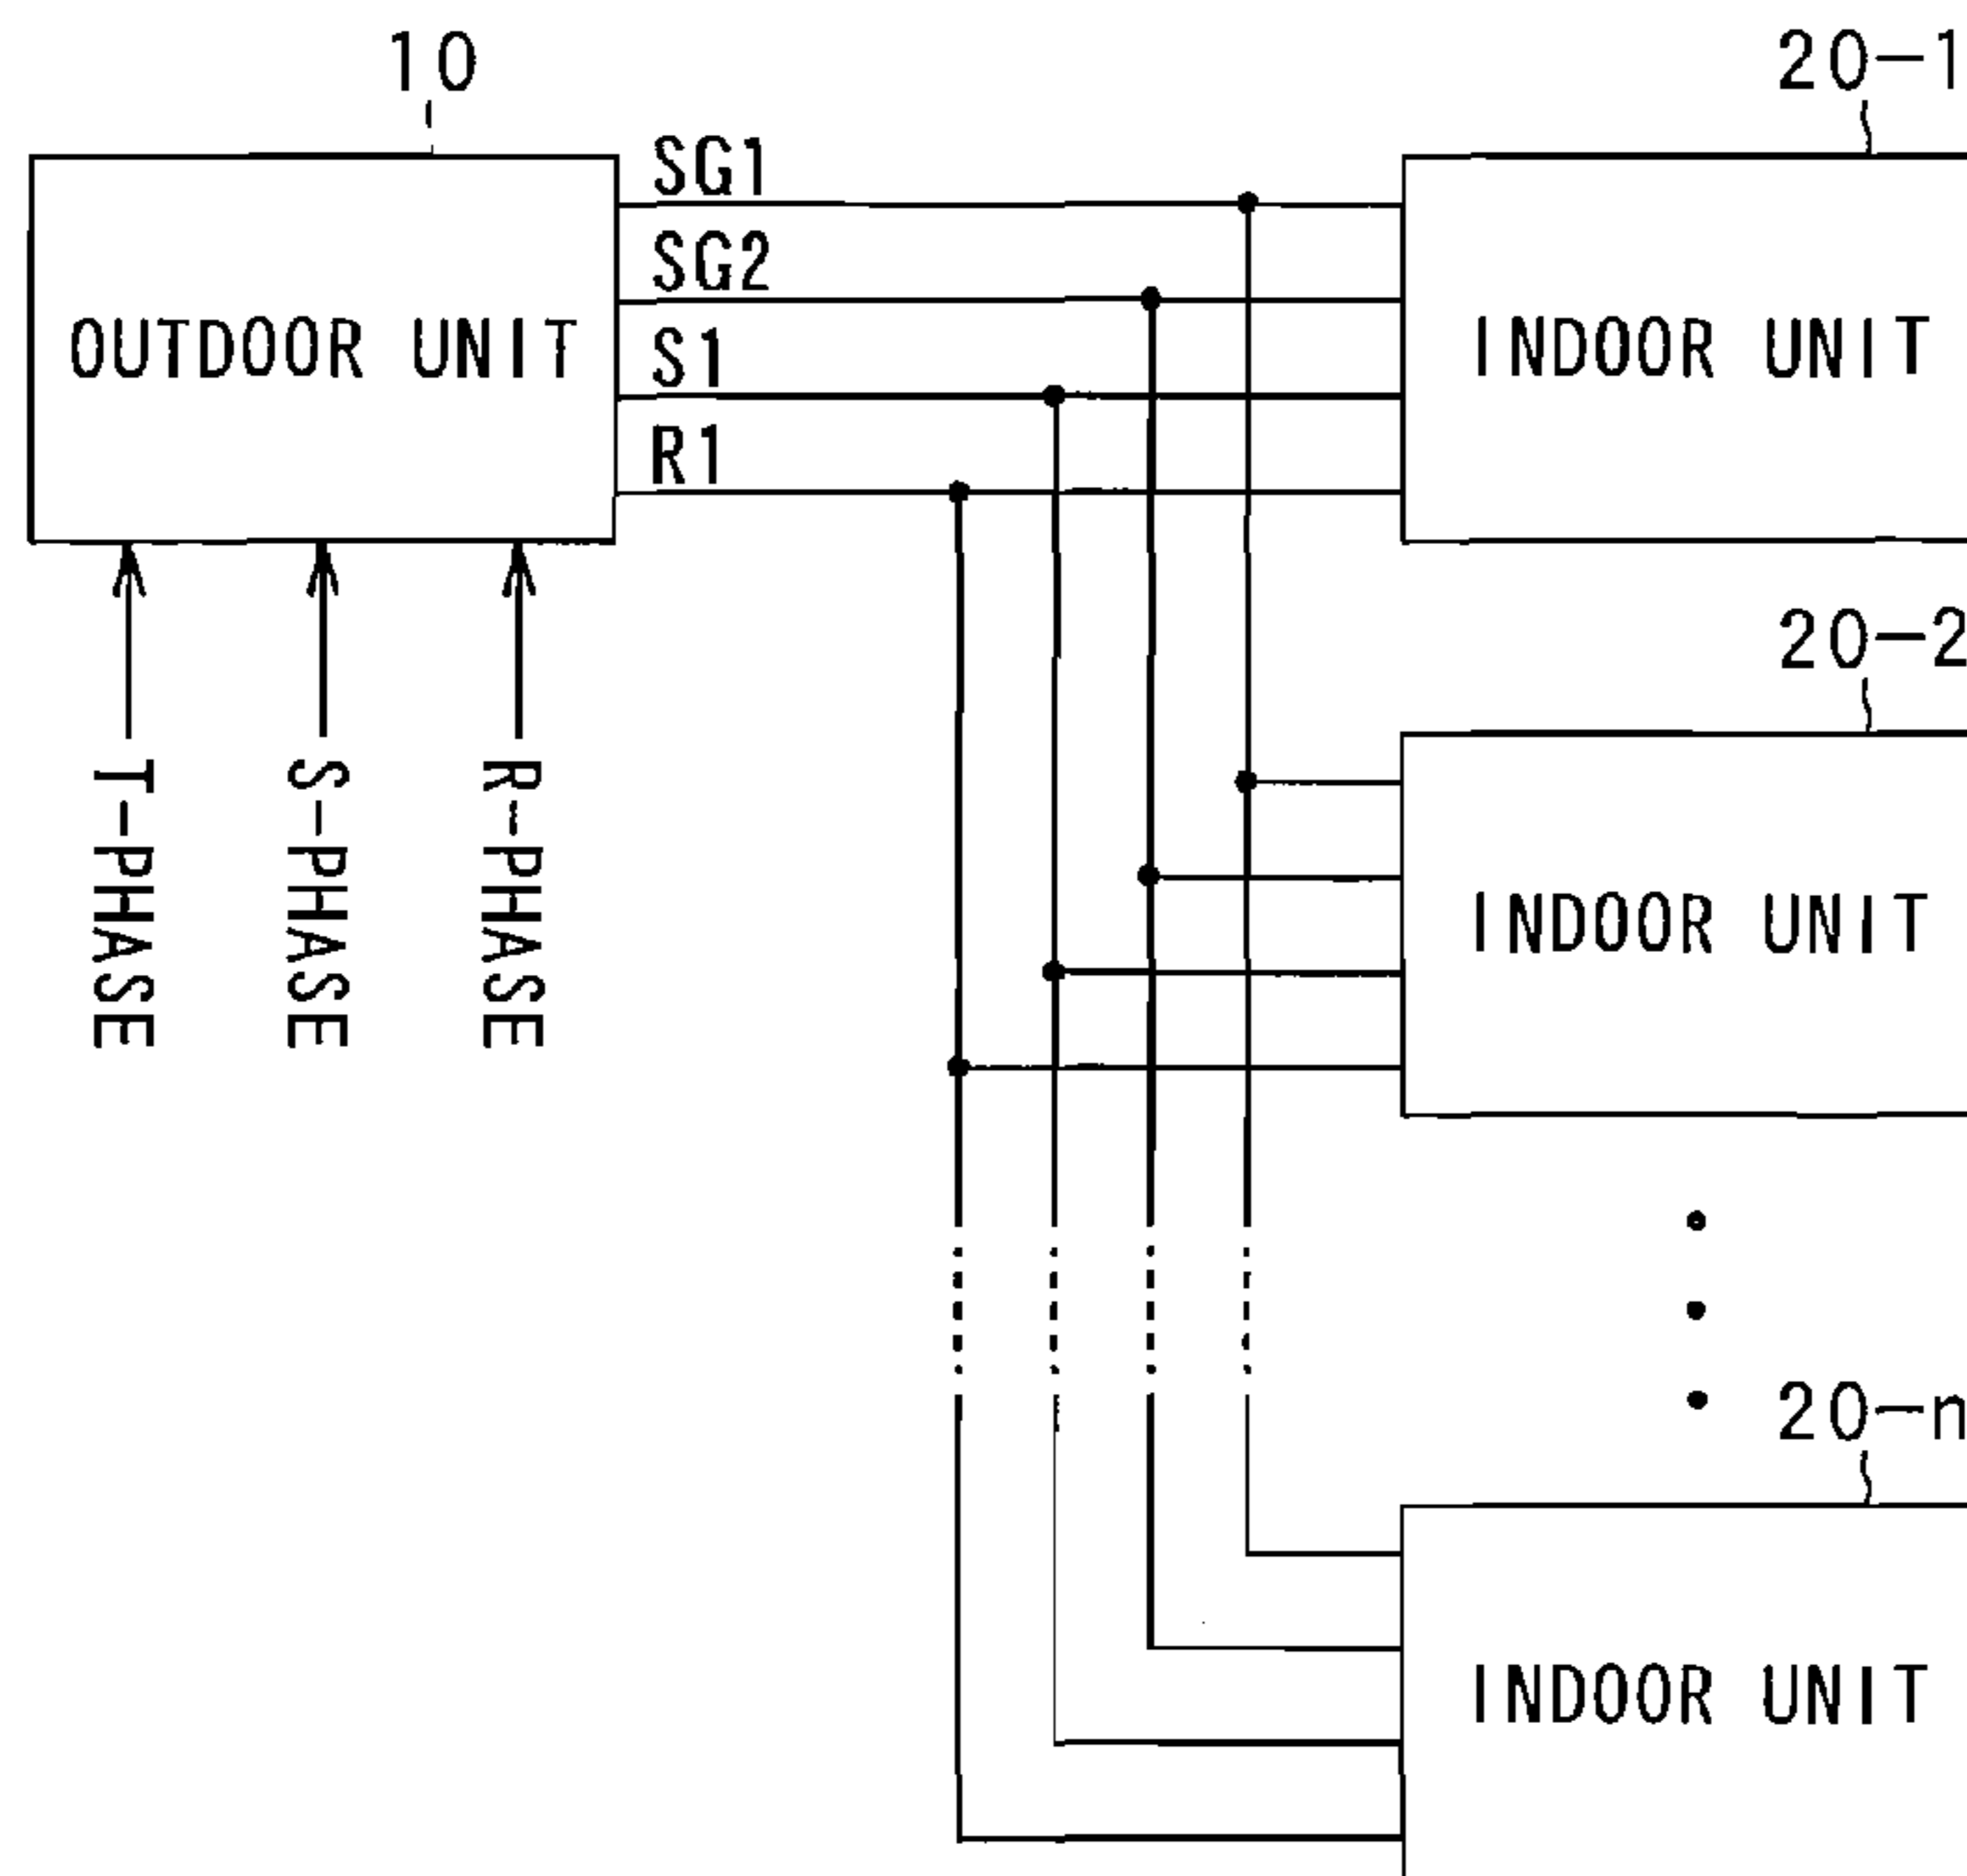 10
20-1
SG1
SG2
OUTDOOR UNIT
S1
R1
INDOOR UNIT
20-2
T-PHASE
S-PHASE
R-PHASE
INDOOR UNIT
20-n
INDOOR UNIT